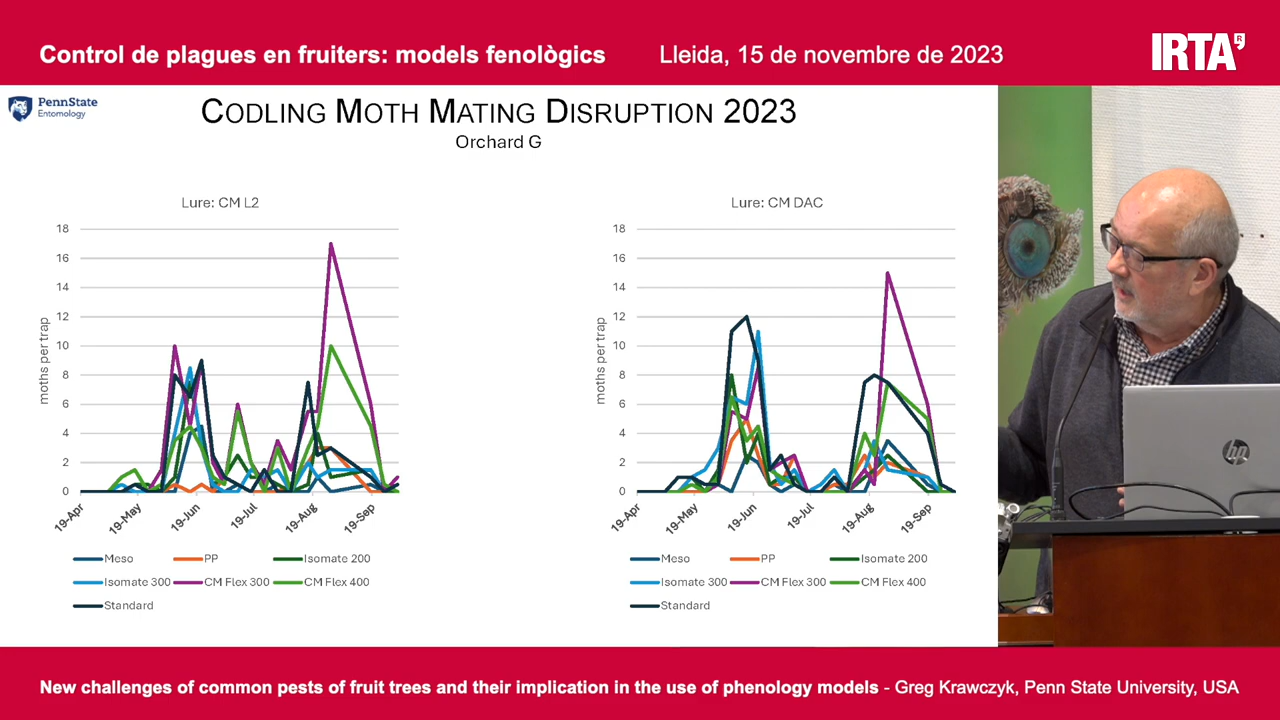 Control de plagues en fruiters: models fenològics Lleida, 15 de novembre de 2023
IRTA
PennState
Entomology
CODLING MOTH MATING DISRUPTION 2023
Orchard G
Lure: CM L2
18
16
14
12
10
8
6
4
2
0
moths per trap
19-Apr
19-May
19-Jun
19-Jul
19-Aug
19-Sep
Meso PP Isomate 200
Isomate 300 CM Flex 300 CM Flex 400
Standard
Lure: CM DAC
18
16
14
12
10
8
6
4
2
0
moths per trap
19-Apr
19-May
19-Jun
19-Jul
19-Aug
19-Sep
Meso PP Isomate 200
Isomate 300 CM Flex 300 CM Flex 400
Standard
hp
New challenges of common pests of fruit trees and their implication in the use of phenology models - Greg Krawczyk, Penn State University, USA